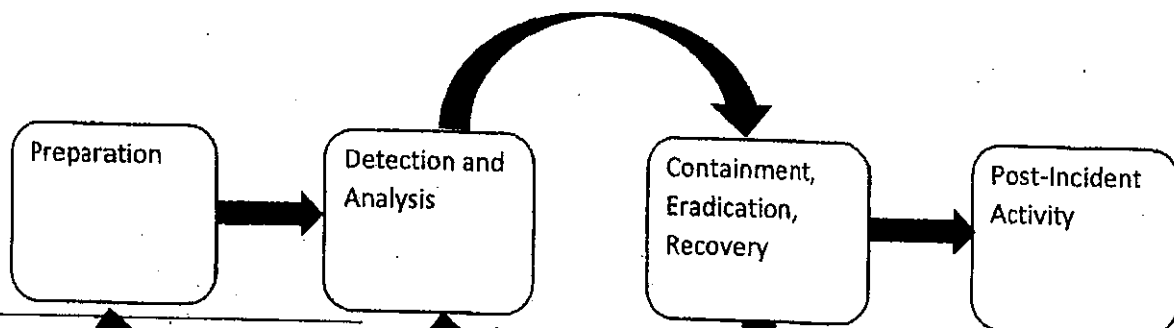 Preparation
Detection and
Analysis
Containment,
Eradication,
Recovery
Post-Incident
Activity